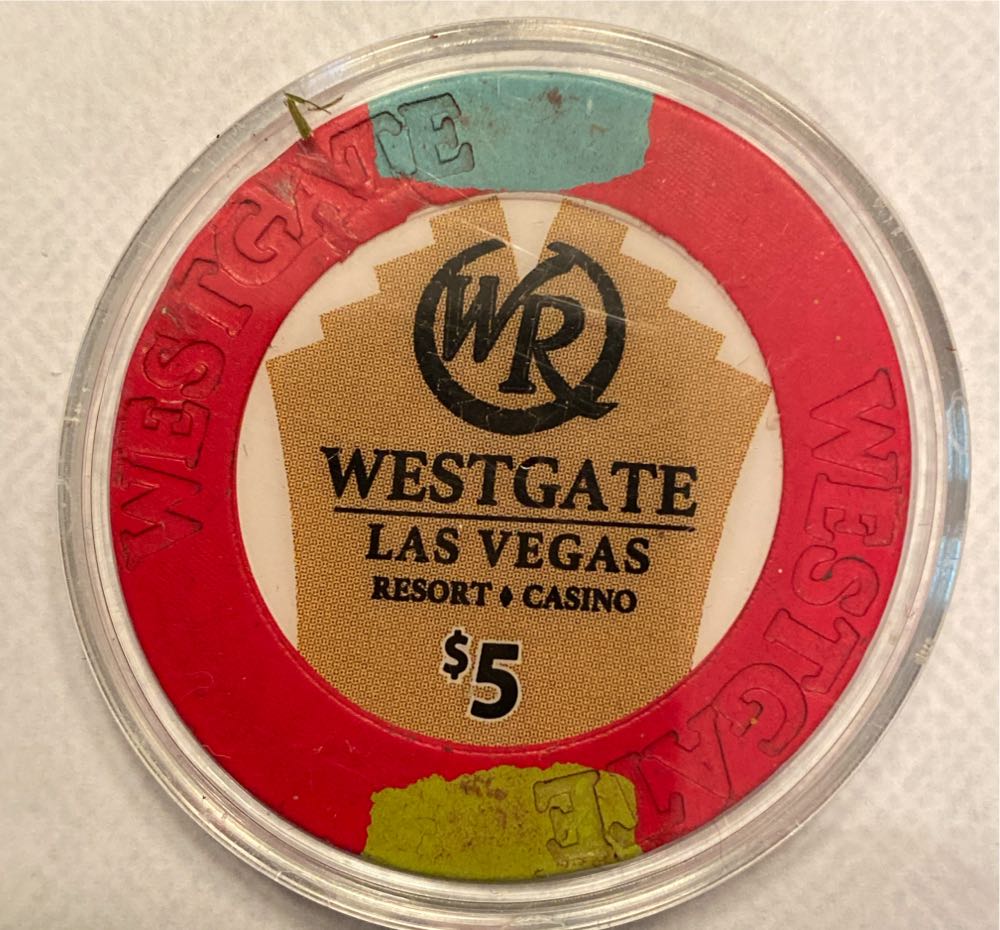 WESTGATE
WR
WESTGATE
LAS VEGAS
RESORT ♦ CASINO
$5
WESTGATE